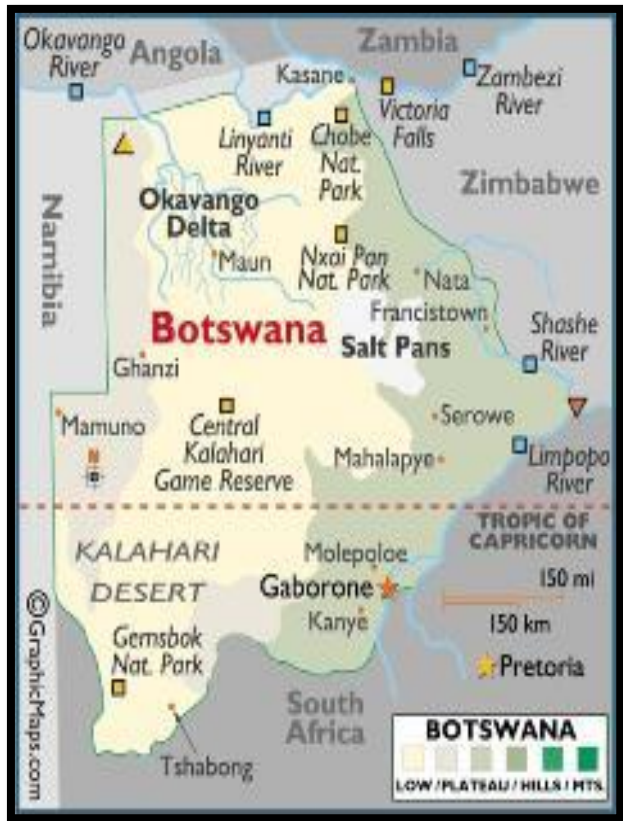 Okavango
River
Angola
Zambia
Kasane
Zambezi
River
Victoria
Falls
Linyanti
River
Chobe
Nat.
Park
Zimbabwe
Namibia
Okavango
Delta
Maun
Nxai Pan
Nat. Park
Nata
Francistown
Shashe
River
Botswana
Salt Pans
Ghanzi
Mamuno
N
Central
Kalahari
Game Reserve
Serowe
Mahalapye
Limpopo
River
TROPIC OF
CAPRICORN
KALAHARI
DESERT
Molepoloe
Gaborone
150 mi
150 km
Kanye
Gemsbok
Nat. Park
Pretoria
South
Africa
Tshabong
©GraphicMaps.com
BOTSWANA
LOW / PLATEAU / HILLS / MTS.